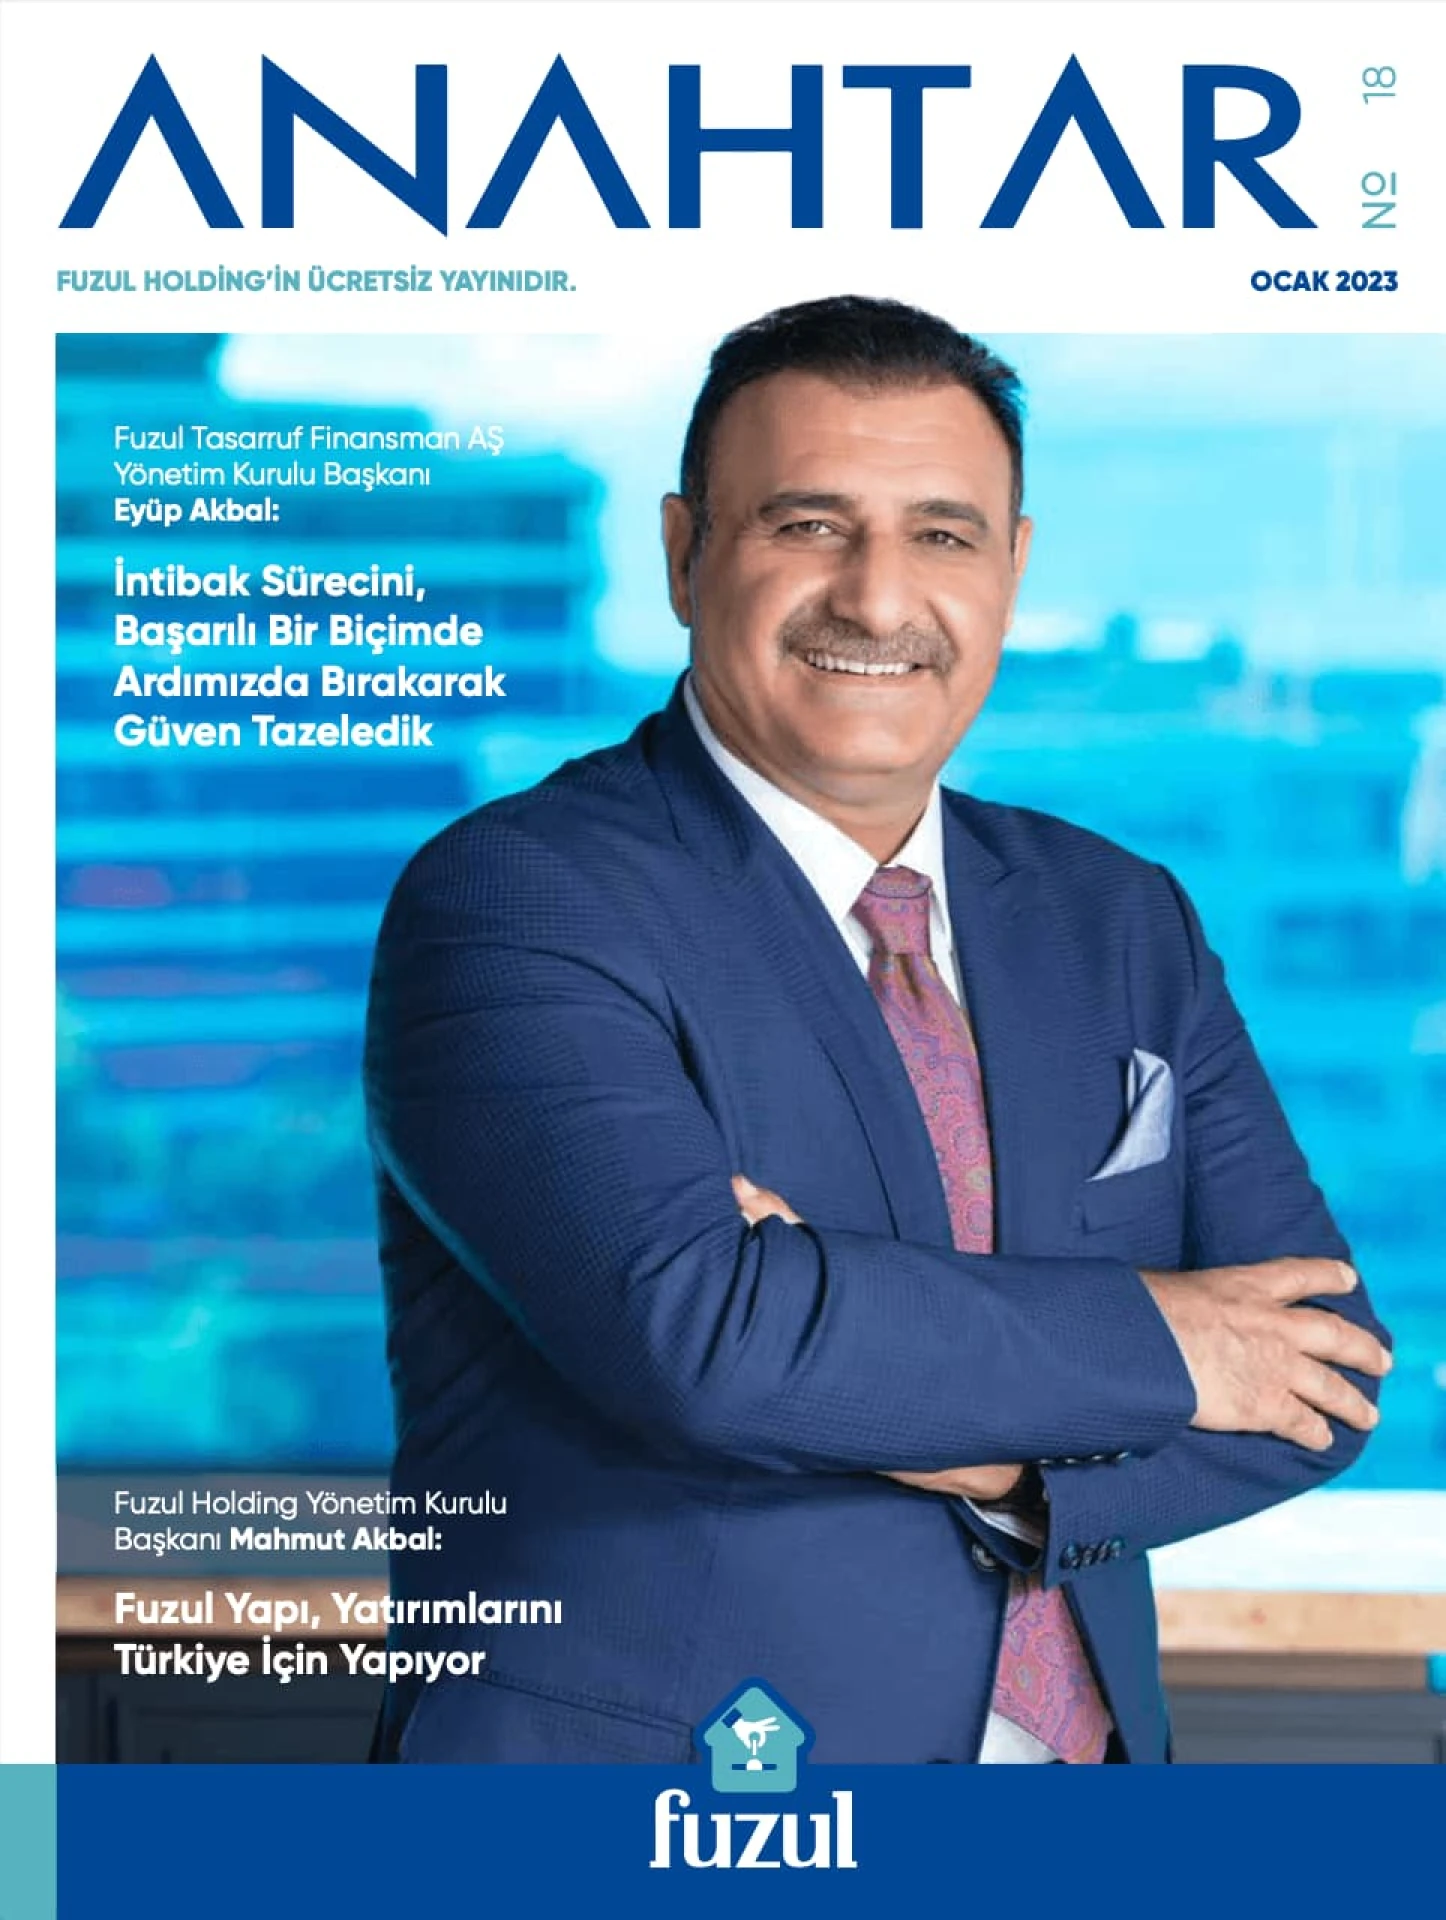 ANAHTAR
NO 18
FUZUL HOLDİNG’İN ÜCRETSİZ YAYINIDIR.
OCAK 2023
Fuzul Tasarruf Finansman AŞ
Yönetim Kurulu Başkanı
Eyüp Akbal:
İntibak Sürecini,
Başarılı Bir Biçimde
Ardımızda Bırakarak
Güven Tazeledik
Fuzul Holding Yönetim Kurulu
Başkanı Mahmut Akbal:
Fuzul Yapı, Yatırımlarını
Türkiye İçin Yapıyor
fuzul